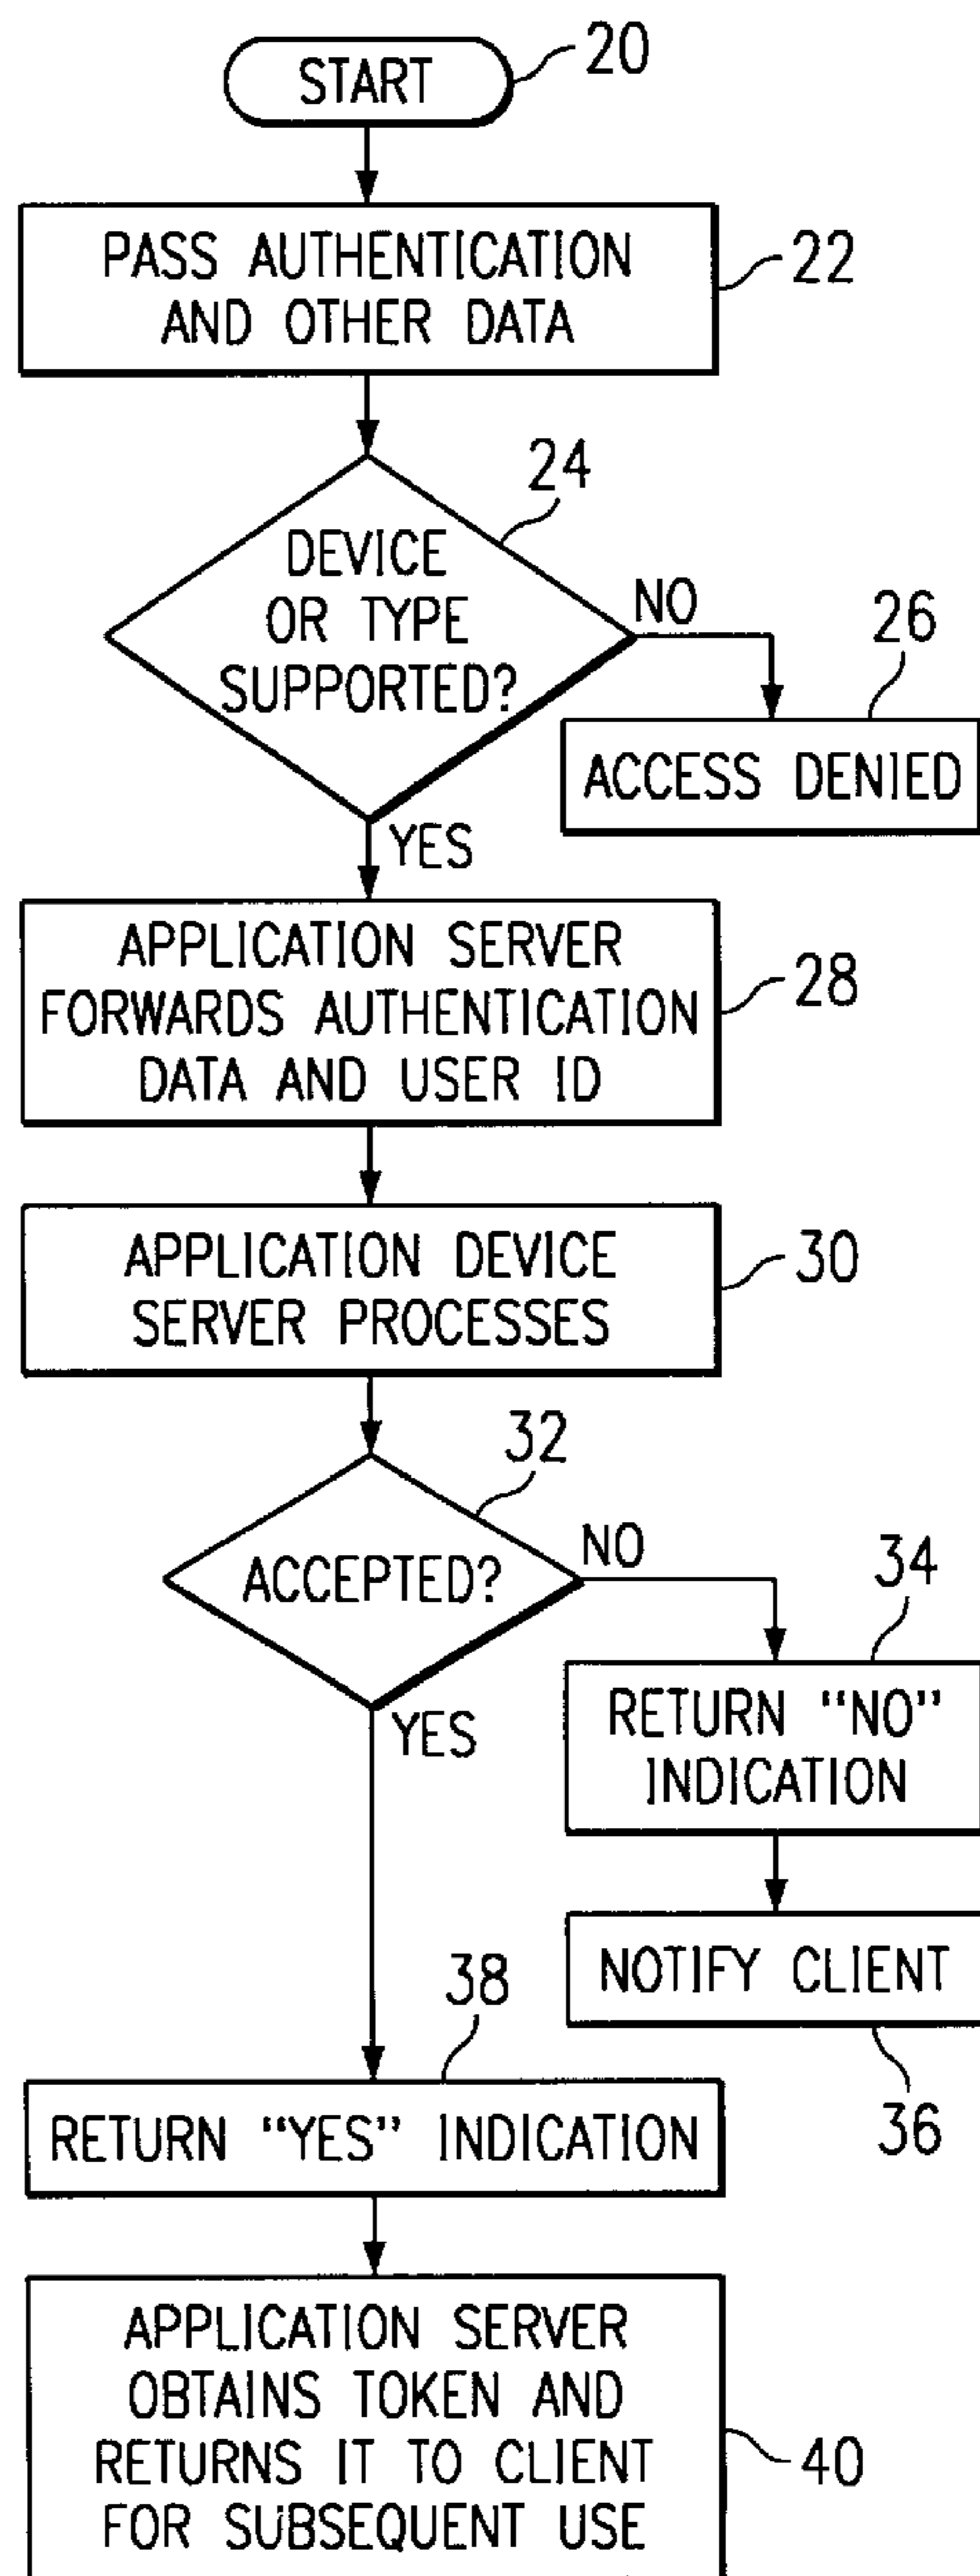 START
20
PASS AUTHENTICATION
AND OTHER DATA
22
24
DEVICE
OR TYPE
SUPPORTED?
NO
26
ACCESS DENIED
YES
APPLICATION SERVER
FORWARDS AUTHENTICATION
DATA AND USER ID
28
APPLICATION DEVICE
SERVER PROCESSES
30
32
ACCEPTED?
NO
34
RETURN "NO"
INDICATION
YES
NOTIFY CLIENT
36
38
RETURN "YES" INDICATION
APPLICATION SERVER
OBTAINS TOKEN AND
RETURNS IT TO CLIENT
FOR SUBSEQUENT USE
40